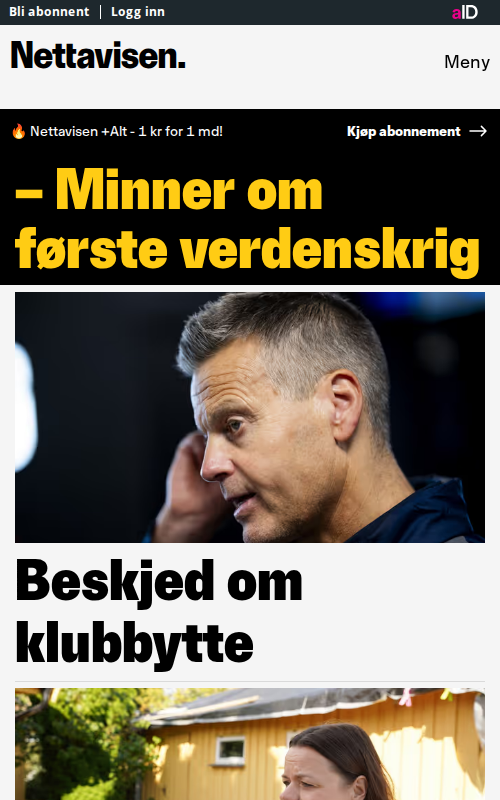 Bli abonnent | Logg inn
aID
Nettavisen.
Meny
🔥 Nettavisen +Alt - 1 kr for 1 md!
Kjøp abonnement →
– Minner om
første verdenskrig
Beskjed om
klubbytte